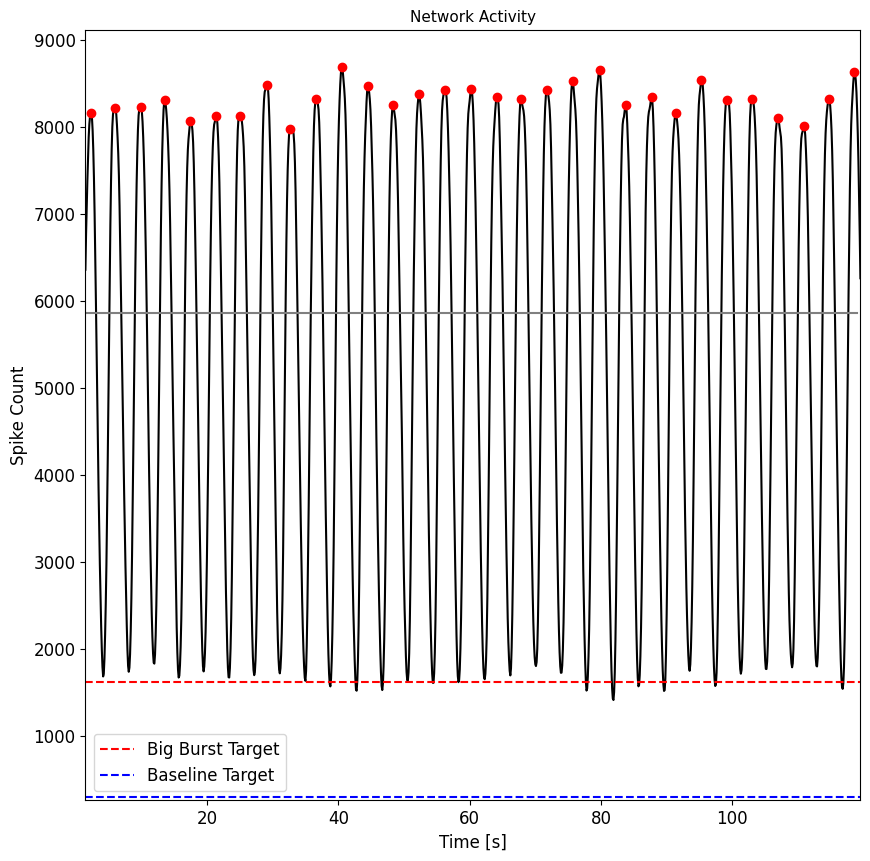 Network Activity
9000
8000
7000
6000
5000
4000
3000
2000
1000
Spike Count
Big Burst Target
Baseline Target
20 40 60 80 100
Time [s]